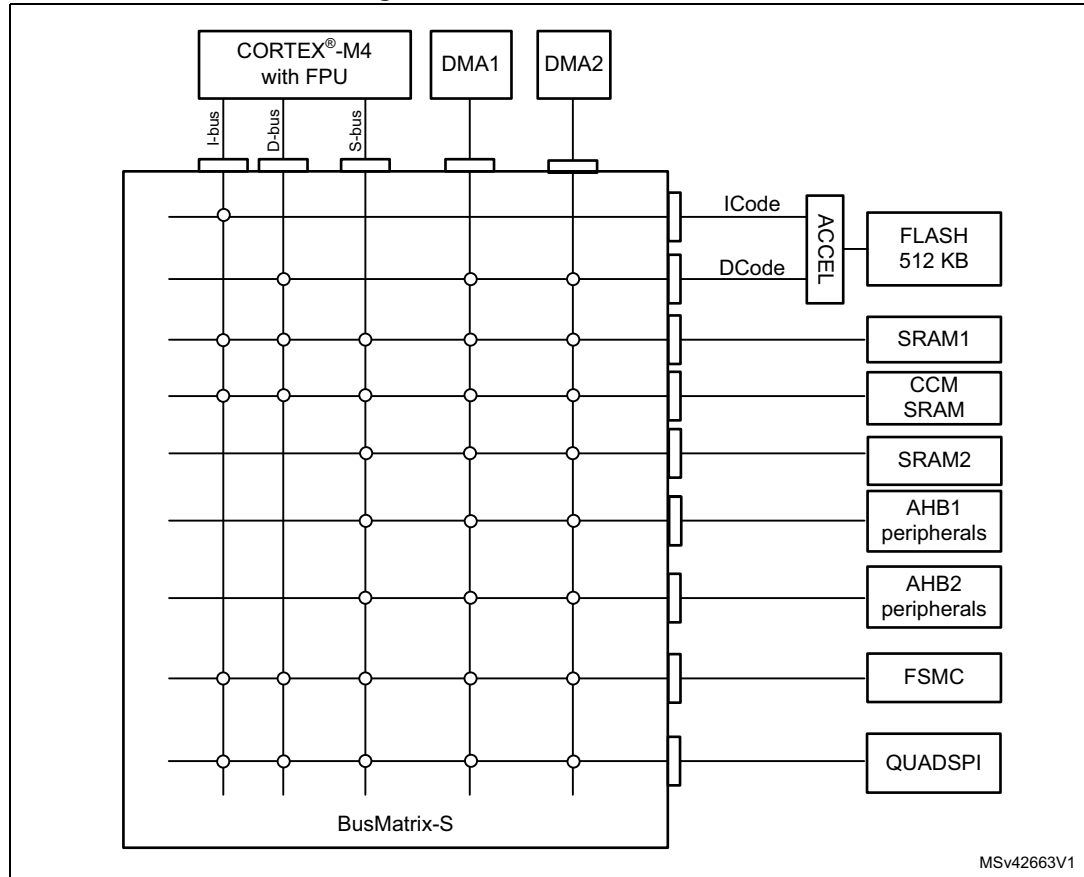 CORTEX®-M4
with FPU
DMA1
DMA2
I-bus
D-bus
S-bus
ICode
DCode
ACCEL
FLASH
512 KB
SRAM1
CCM
SRAM
SRAM2
AHB1
peripherals
AHB2
peripherals
FSMC
QUADSPI
BusMatrix-S
MSv42663V1